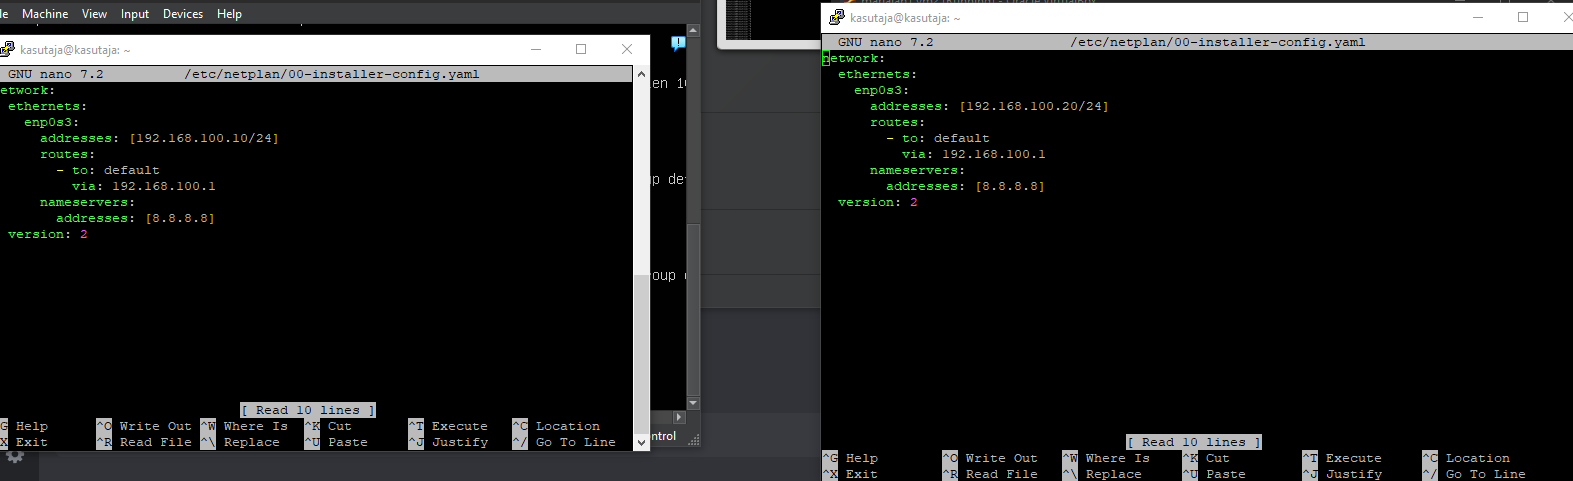 Machine View Input Devices Help
kasutaja@kasutaja: ~
GNU nano 7.2 /etc/netplan/00-installer-config.yaml
etwork:
ethernets:
enp0s3:
addresses: [192.168.100.10/24]
routes:
- to: default
via: 192.168.100.1
nameservers:
addresses: [8.8.8.8]
version: 2
[ Read 10 lines ]
G Help ^O Write Out ^W Where Is ^K Cut ^T Execute ^C Location
X Exit ^R Read File ^\ Replace ^U Paste ^J Justify ^/ Go To Line
kasutaja@kasutaja: ~
GNU nano 7.2 /etc/netplan/00-installer-config.yaml
network:
ethernets:
enp0s3:
addresses: [192.168.100.20/24]
routes:
- to: default
via: 192.168.100.1
nameservers:
addresses: [8.8.8.8]
version: 2
[ Read 10 lines ]
^G Help ^O Write Out ^W Where Is ^K Cut ^T Execute ^C Location
^X Exit ^R Read File ^\ Replace ^U Paste ^J Justify ^/ Go To Line